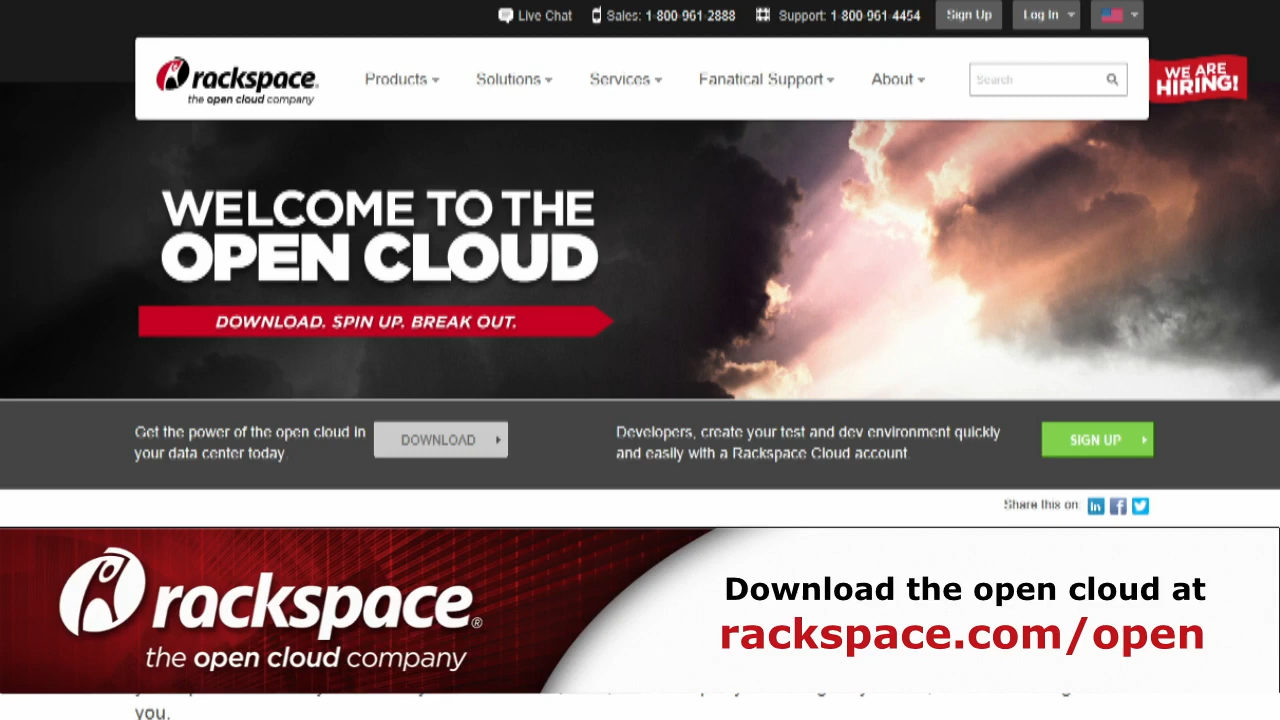 Live Chat Sales: 1-800-961-2888 Support: 1-800-961-4454 Sign Up Log In
rackspace.
the open cloud company
Products Solutions Services Fanatical Support About Search
WE ARE
HIRING!
WELCOME TO THE
OPEN CLOUD
DOWNLOAD. SPIN UP. BREAK OUT.
Get the power of the open cloud in
your data center today.
DOWNLOAD
Developers, create your test and dev environment quickly
and easily with a Rackspace Cloud account.
SIGN UP
Share this on: in f
rackspace®
the open cloud company
Download the open cloud at
rackspace.com/open
you.